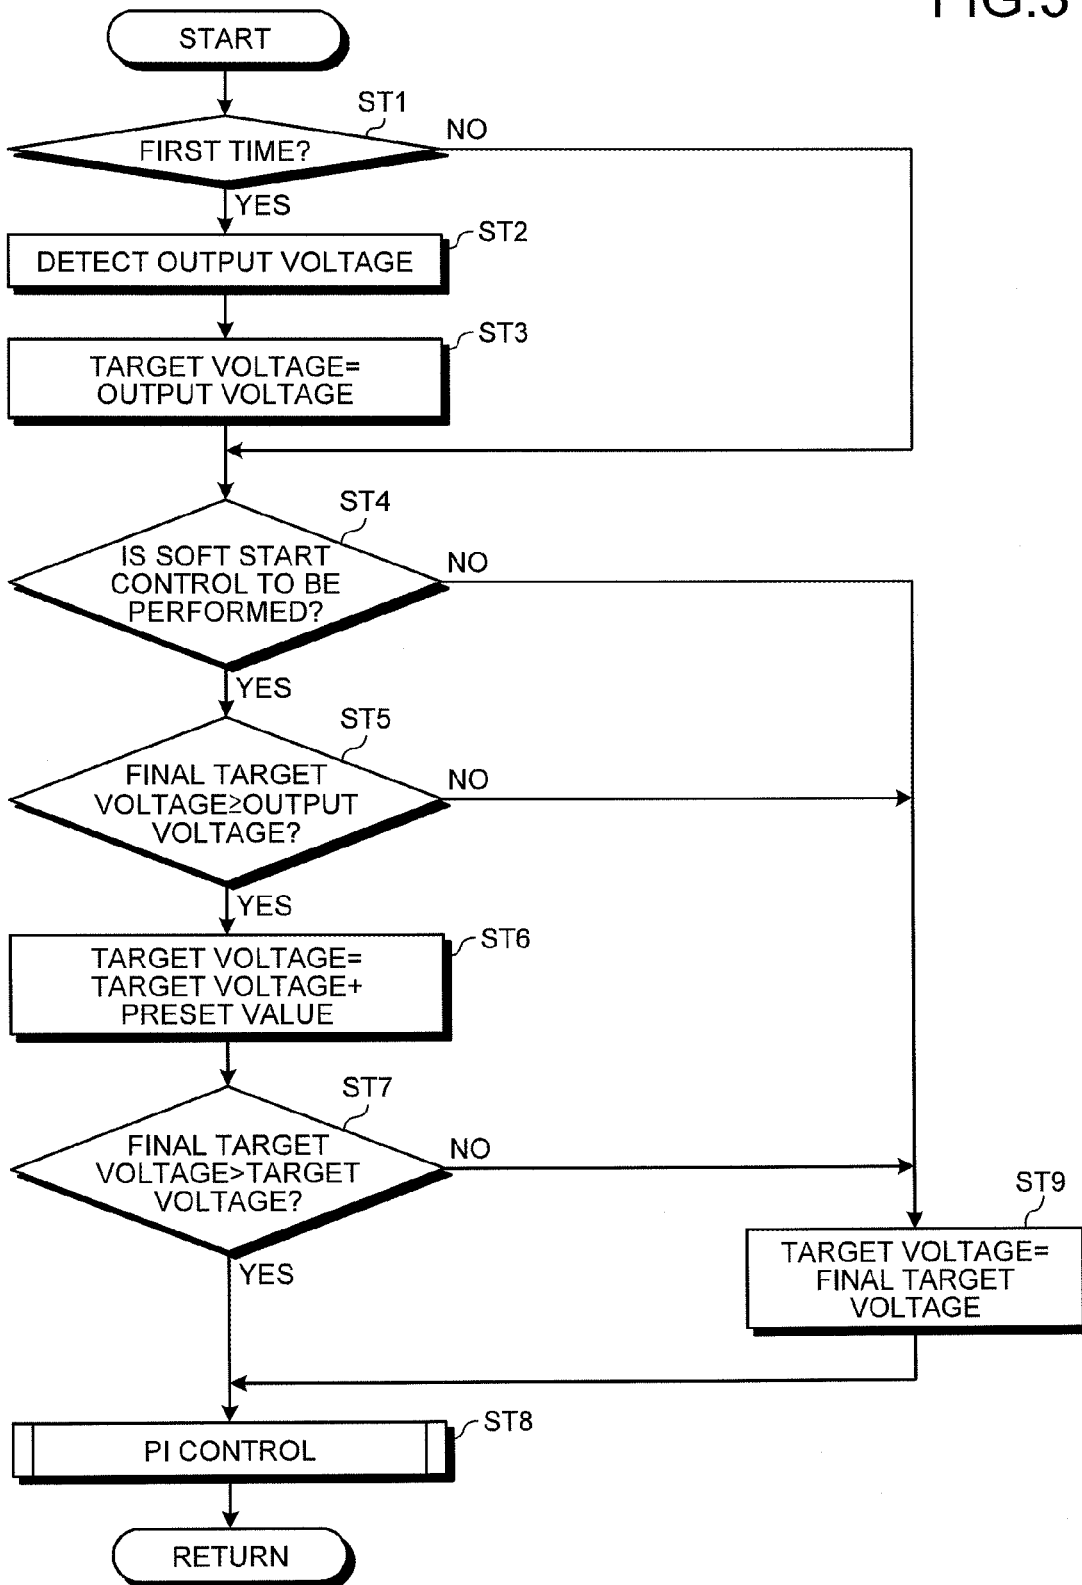 FIG.3
START
ST1
FIRST TIME?
NO
YES
ST2
DETECT OUTPUT VOLTAGE
ST3
TARGET VOLTAGE=
OUTPUT VOLTAGE
ST4
IS SOFT START
CONTROL TO BE
PERFORMED?
NO
YES
ST5
FINAL TARGET
VOLTAGE≥OUTPUT
VOLTAGE?
NO
YES
ST6
TARGET VOLTAGE=
TARGET VOLTAGE+
PRESET VALUE
ST7
FINAL TARGET
VOLTAGE>TARGET
VOLTAGE?
NO
YES
ST9
TARGET VOLTAGE=
FINAL TARGET
VOLTAGE
ST8
PI CONTROL
RETURN